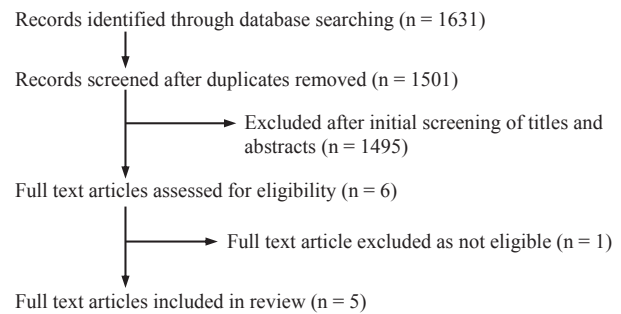 Records identified through database searching (n = 1631)
Records screened after duplicates removed (n = 1501)
Excluded after initial screening of titles and
abstracts (n = 1495)
Full text articles assessed for eligibility (n = 6)
Full text article excluded as not eligible (n = 1)
Full text articles included in review (n = 5)